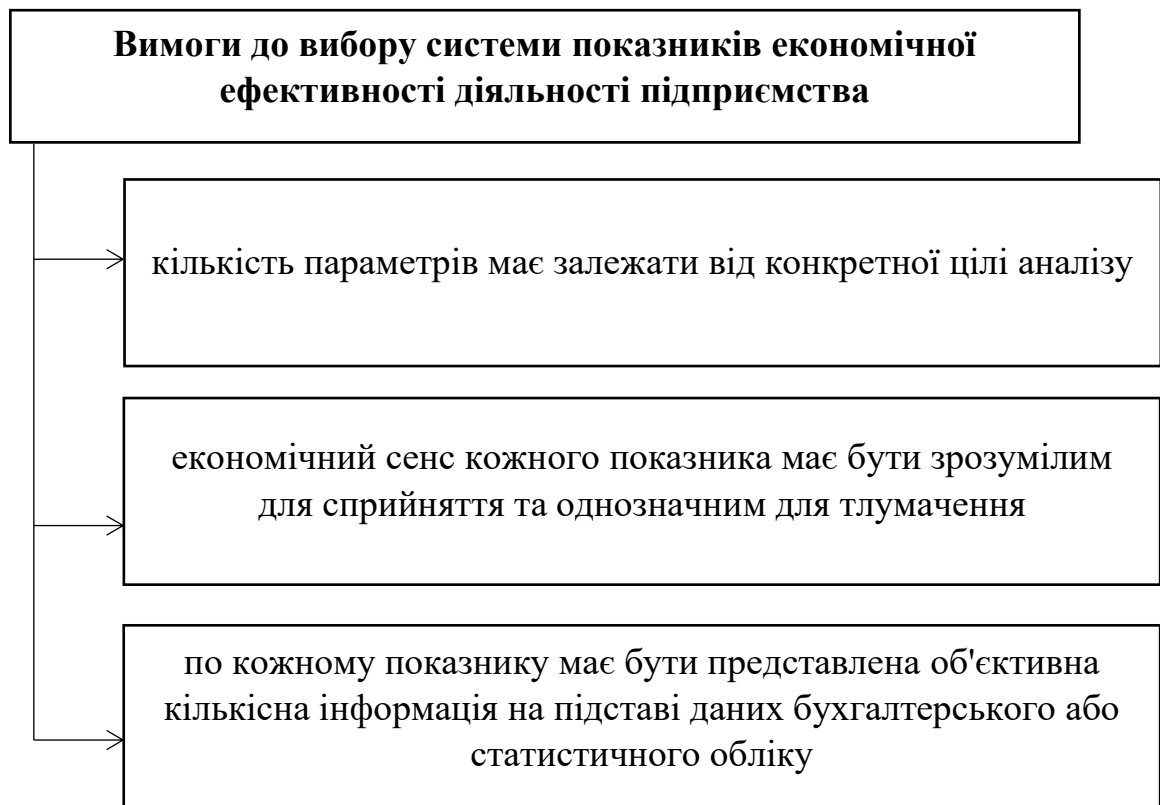 Вимоги до вибору системи показників економічної
ефективності діяльності підприємства
кількість параметрів має залежати від конкретної цілі аналізу
економічний сенс кожного показника має бути зрозумілим
для сприйняття та однозначним для тлумачення
по кожному показнику має бути представлена об'єктивна
кількісна інформація на підставі даних бухгалтерського або
статистичного обліку